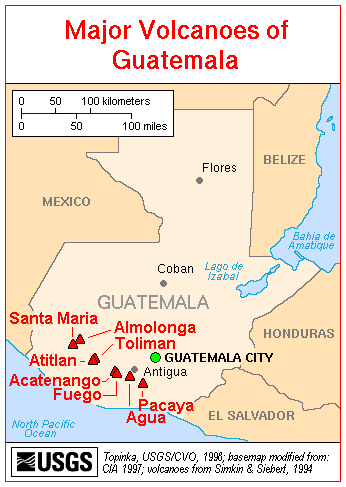 Major Volcanoes of
Guatemala
0 50 100 kilometers
0 50 100 miles
Flores
BELIZE
MEXICO
Bahia de
Amatique
Lago de
Izabal
Coban
GUATEMALA
Santa Maria
Almolonga
Toliman
HONDURAS
Atitlan
GUATEMALA CITY
Acatenango
Antigua
Fuego
Pacaya
Agua
EL SALVADOR
North Pacific
Ocean
USGS
Topinka, USGS/CVO, 1998; basemap modified from:
CIA 1997; volcanoes from Simkin & Siebert, 1994